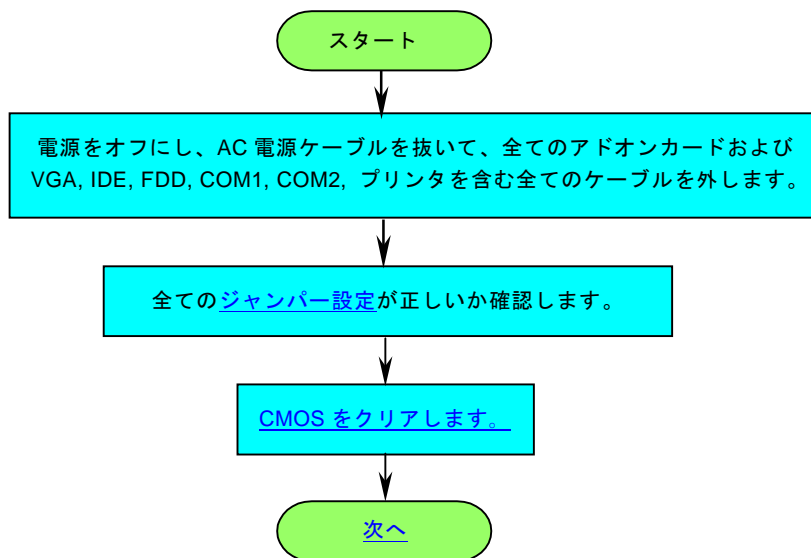 スタート
電源をオフにし、AC 電源ケーブルを抜いて、全てのアドオンカードおよび
VGA, IDE, FDD, COM1, COM2, プリンタを含む全てのケーブルを外します。
全てのジャンパー設定が正しいか確認します。
CMOS をクリアします。
次へ